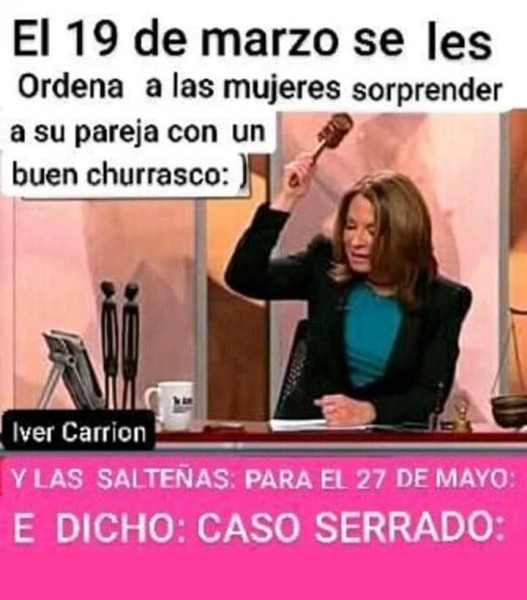 El 19 de marzo se les
Ordena a las mujeres sorprender
a su pareja con un
buen churrasco: )
Iver Carrion
Y LAS SALTEÑAS: PARA EL 27 DE MAYO:
E DICHO: CASO SERRADO: